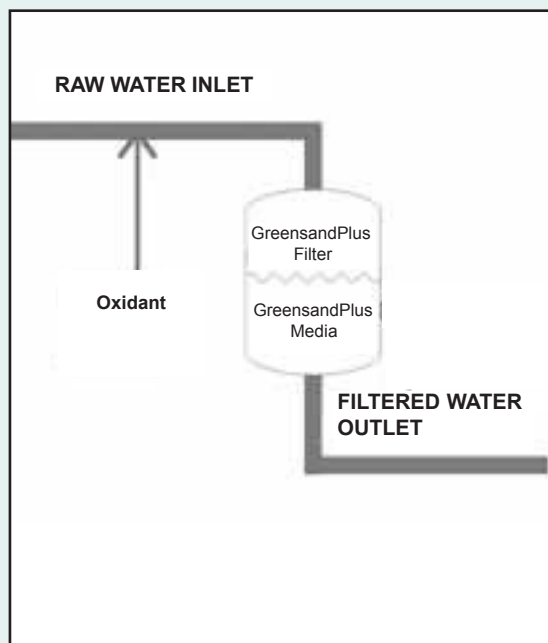 RAW WATER INLET
GreensandPlus
Filter
Oxidant
GreensandPlus
Media
FILTERED WATER
OUTLET